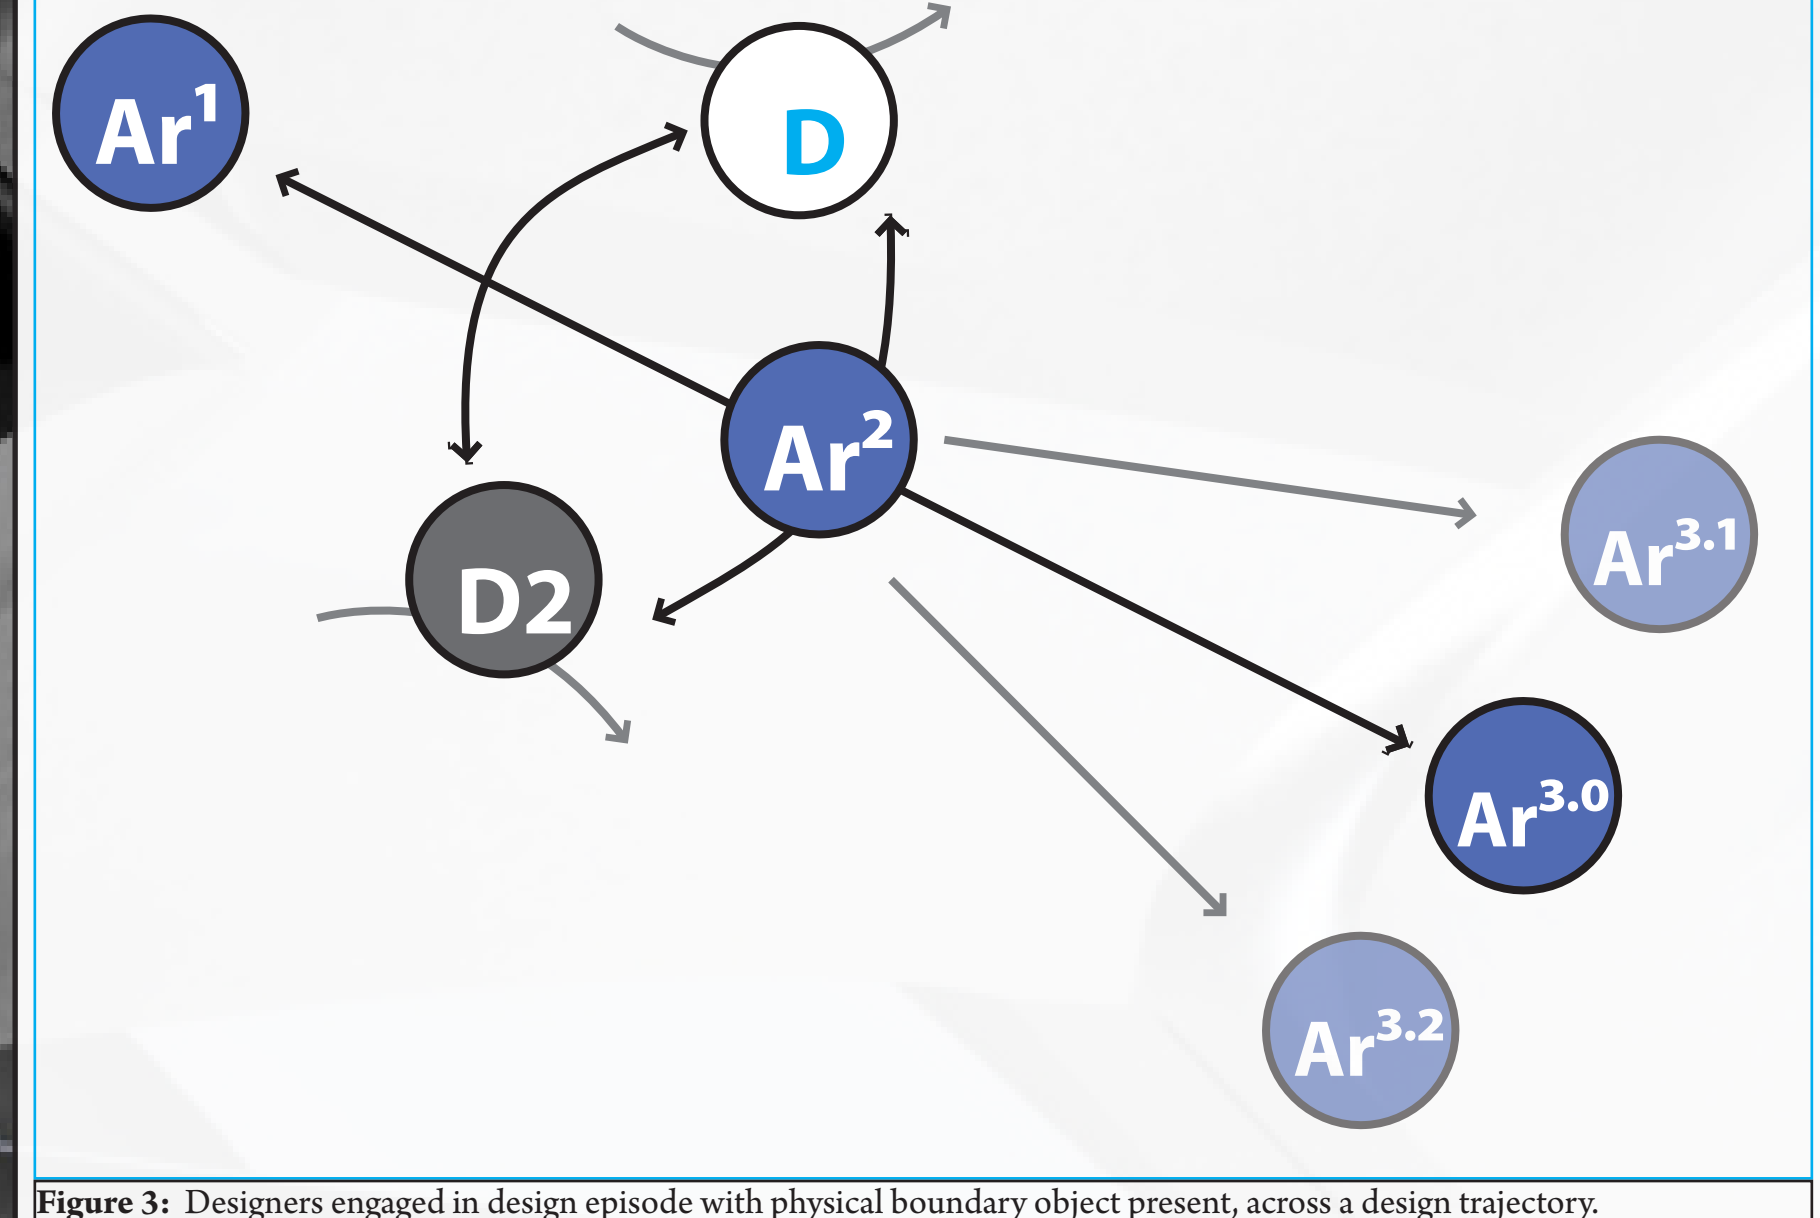 Ar¹
D
Ar²
D2
Ar³·¹
Ar³·⁰
Ar³·²
Figure 3: Designers engaged in design episode with physical boundary object present, across a design trajectory.